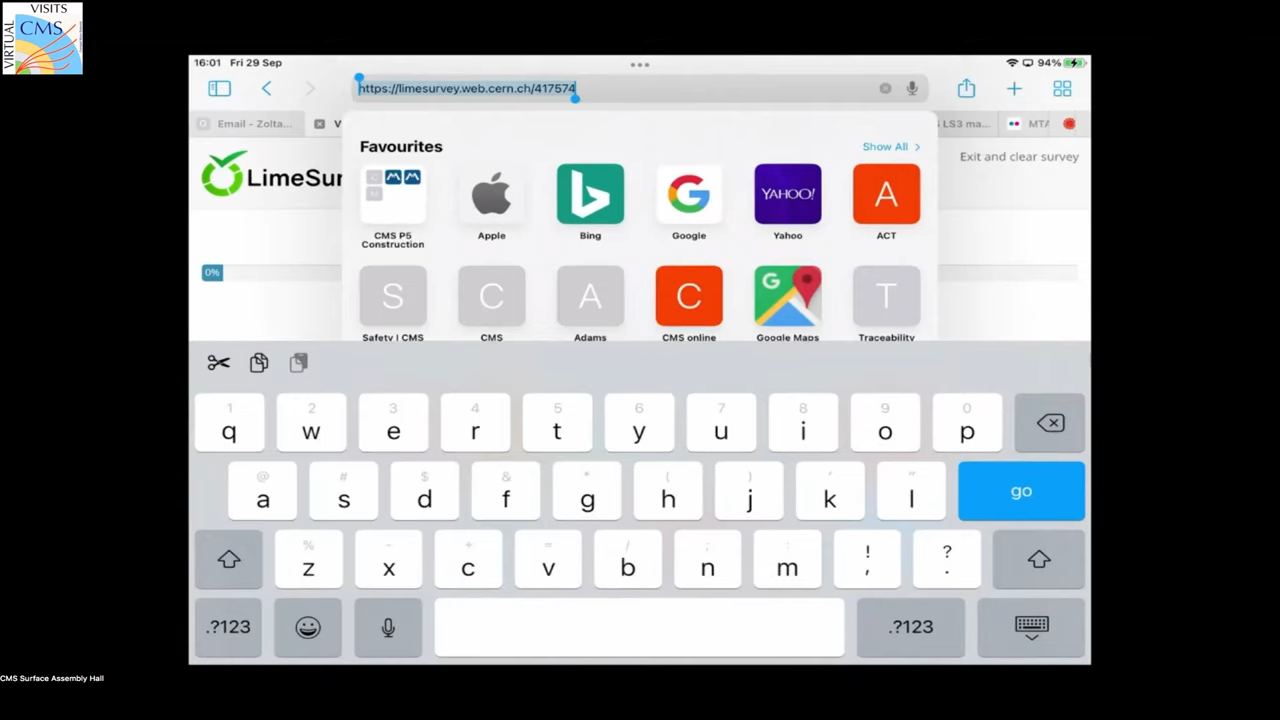 VISITS
VIRTUAL
CMS
16:01 Fri 29 Sep
94%
https://limesurvey.web.cern.ch/417574
Email - Zolta...
V
LS3 ma...
MTA
LimeSur
Exit and clear survey
Favourites
Show All
CMS P5
Construction
Apple
Bing
Google
YAHOO!
Yahoo
A
ACT
0%
S
Safety | CMS
C
CMS
A
Adams
C
CMS online
G
Google Maps
T
Traceability
1 2 3 4 5 6 7 8 9 0
q w e r t y u i o p
@ # $ & * ( ) ' "
a s d f g h j k l
go
% - + = / ; : ! ?
z x c v b n m , .
.?123
.?123
CMS Surface Assembly Hall